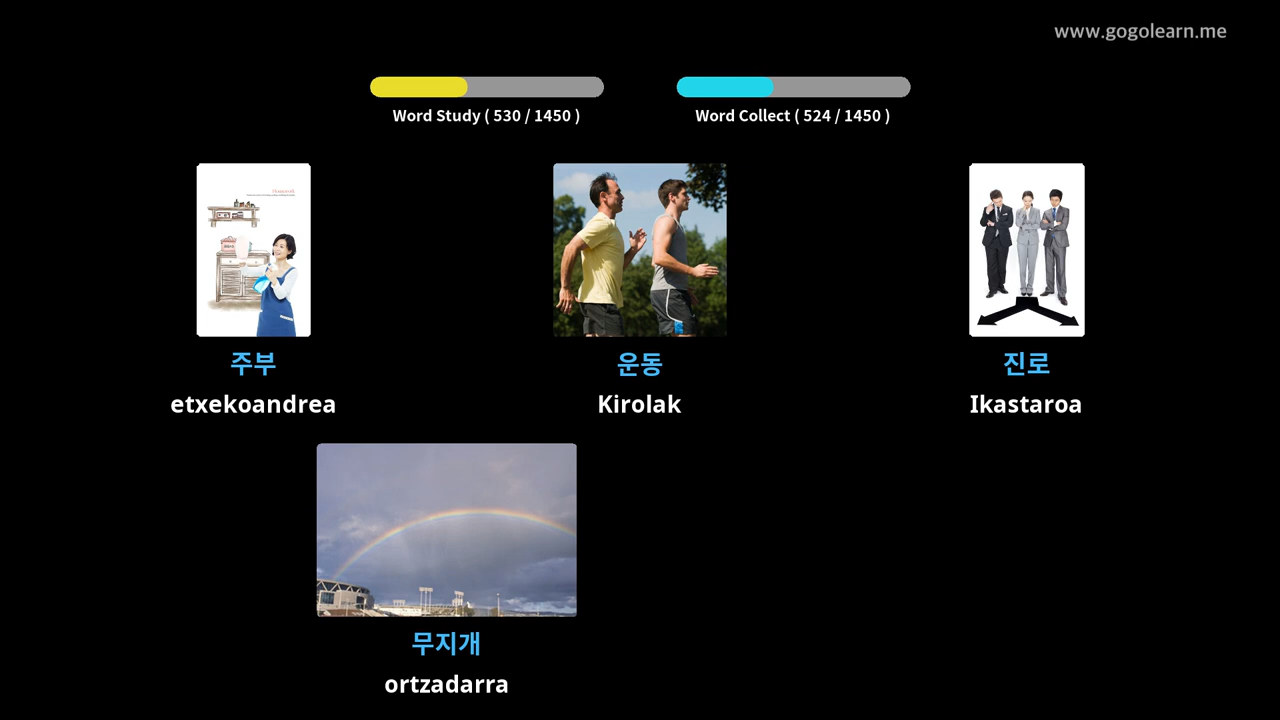 www.gogolearn.me
Word Study ( 530 / 1450 )
Word Collect ( 524 / 1450 )
주부
운동
진로
etxekoandrea
Kirolak
Ikastaroa
무지개
ortzadarra